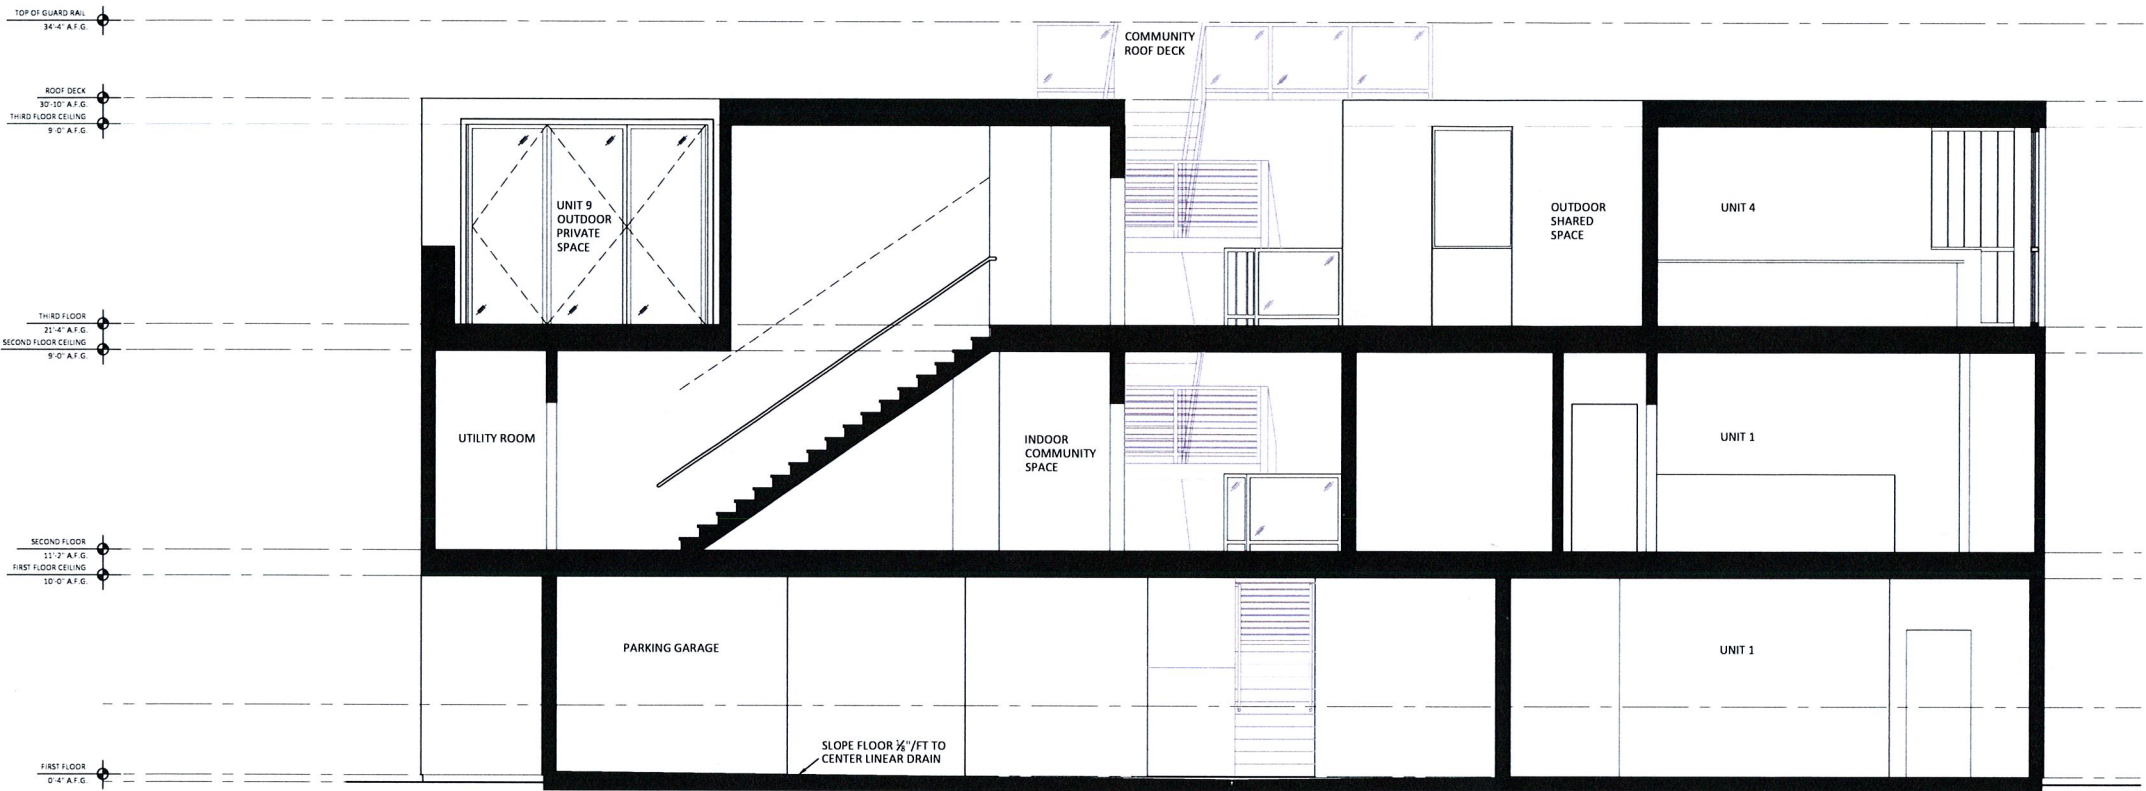 TOP OF GUARD RAIL
34'-4" A.F.G.
COMMUNITY
ROOF DECK
ROOF DECK
30'-10" A.F.G.
THIRD FLOOR CEILING
9'-0" A.F.G.
UNIT 9
OUTDOOR
PRIVATE
SPACE
OUTDOOR
SHARED
SPACE
UNIT 4
THIRD FLOOR
21'-4" A.F.G.
SECOND FLOOR CEILING
9'-0" A.F.G.
UTILITY ROOM
INDOOR
COMMUNITY
SPACE
UNIT 1
SECOND FLOOR
11'-2" A.F.G.
FIRST FLOOR CEILING
10'-0" A.F.G.
PARKING GARAGE
UNIT 1
SLOPE FLOOR ⅛"/FT TO
CENTER LINEAR DRAIN
FIRST FLOOR
0'-4" A.F.G.